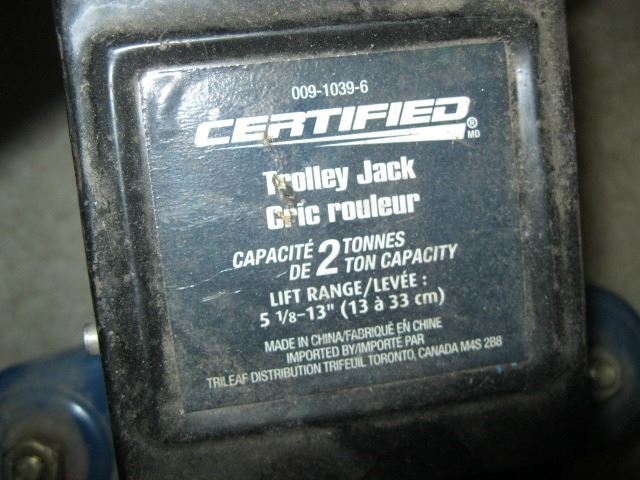 009-1039-6
CERTIFIED ® MD
Trolley Jack
Cric rouleur
CAPACITÉ DE 2 TONNES
2 TON CAPACITY
LIFT RANGE/LEVÉE :
5 1/8–13" (13 à 33 cm)
MADE IN CHINA/FABRIQUÉ EN CHINE
IMPORTED BY/IMPORTÉ PAR
TRILEAF DISTRIBUTION TRIFEUIL TORONTO, CANADA M4S 2B8